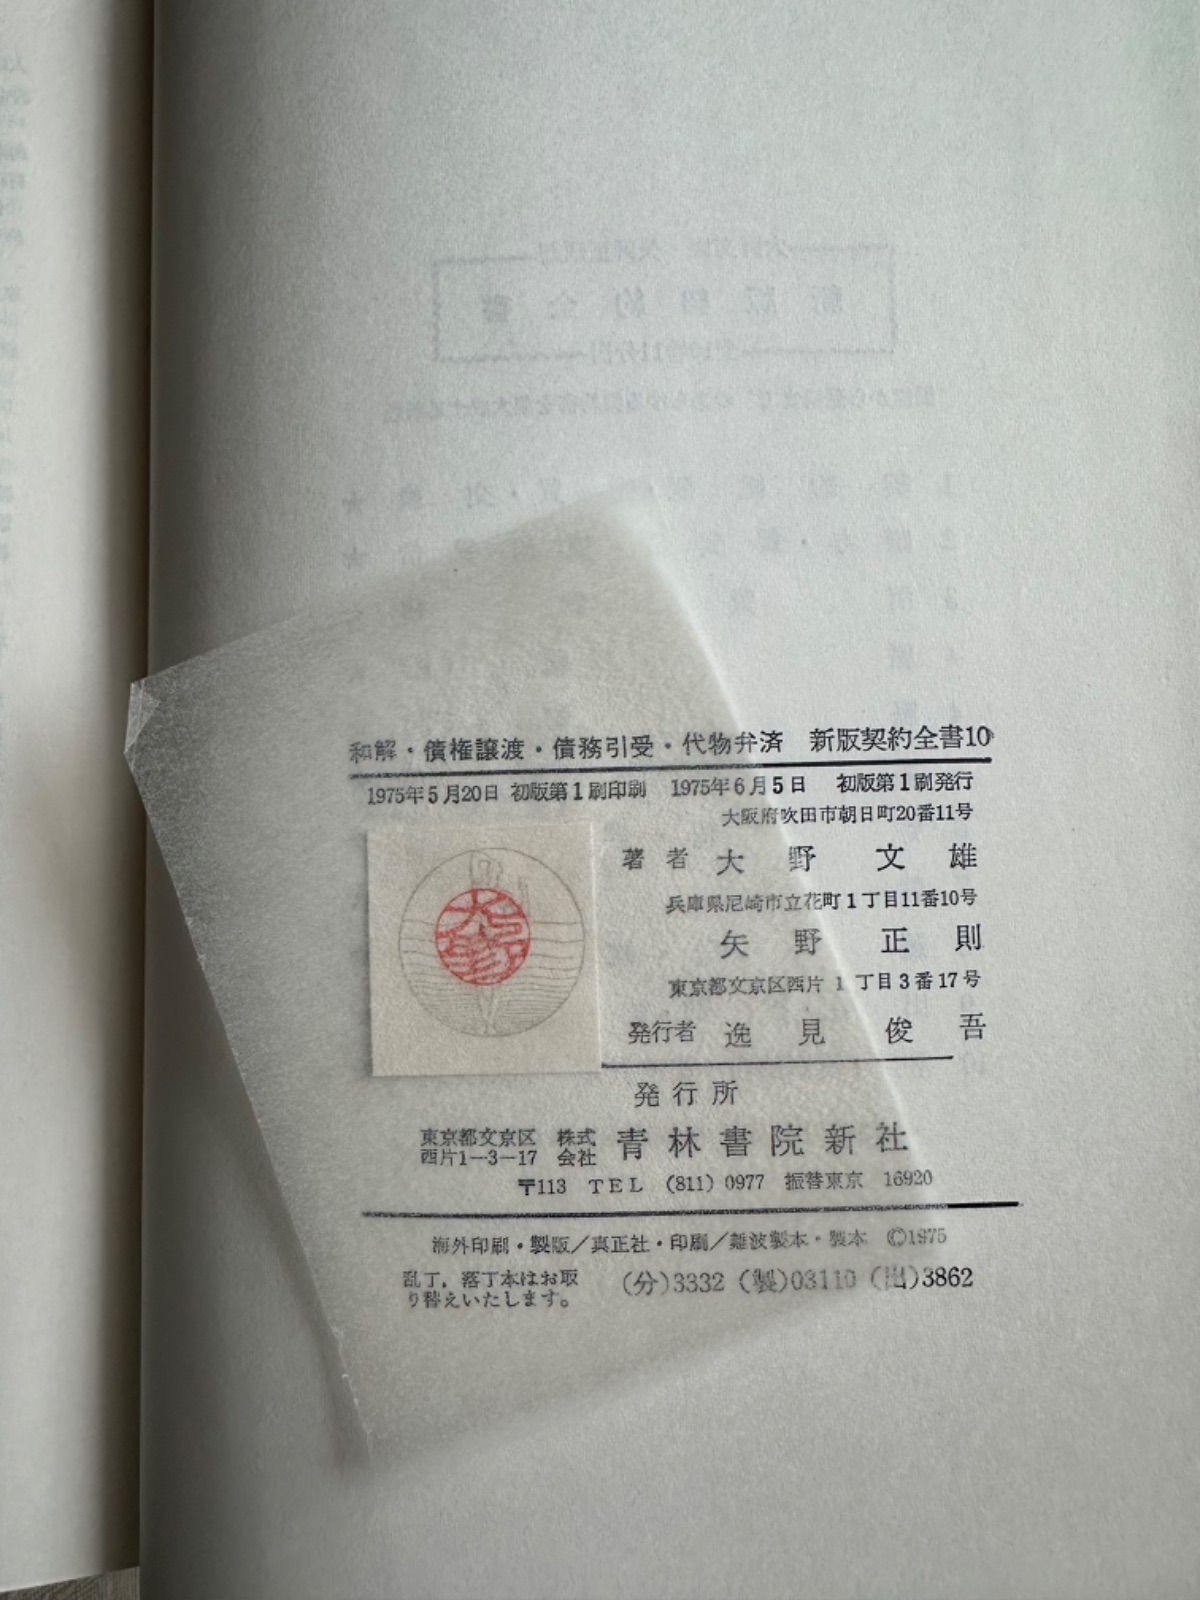 和解・債権譲渡・債務引受・代物弁済 新版契約全書10
1975年5月20日 初版第1刷印刷 1975年6月5日 初版第1刷発行
大阪府吹田市朝日町20番11号
著者 大野文雄
兵庫県尼崎市立花町1丁目11番10号
矢野正則
東京都文京区西片1丁目3番17号
発行者 逸見俊吾
発行所
東京都文京区 株式
西片1―3―17 会社
青林書院新社
〒113 TEL (811) 0977 振替東京 16920
海外印刷・製版/真正社・印刷/難波製本・製本 ©1975
乱丁,落丁本はお取
り替えいたします。
(分)3332 (製)03110 (出)3862